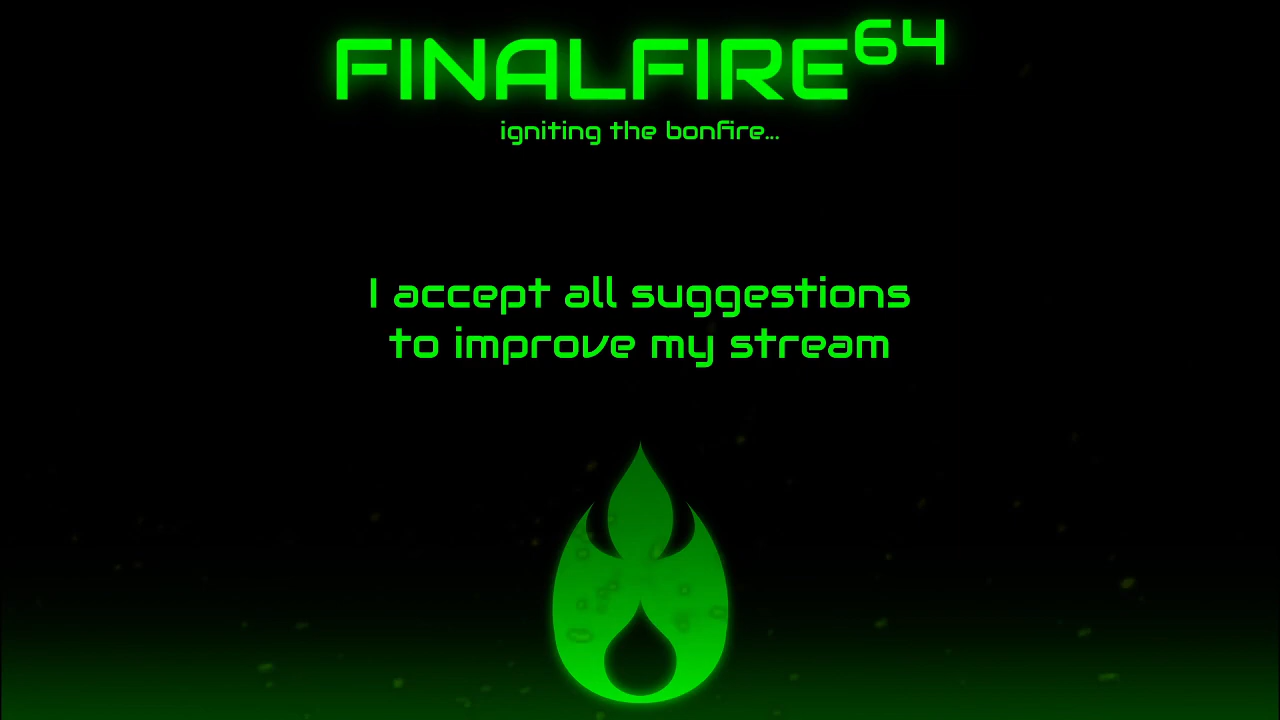 FINALFIRE64
igniting the bonfire...
I accept all suggestions
to improve my stream